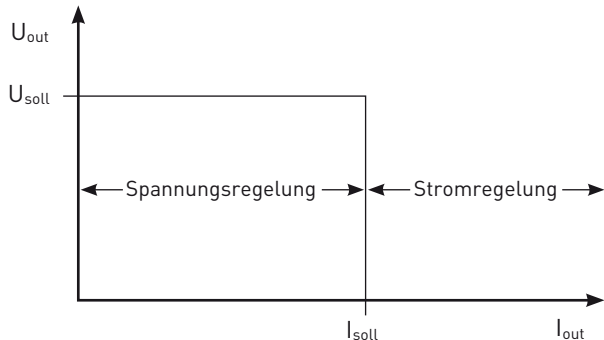 U_out
U_soll
Spannungsregelung
Stromregelung
I_soll
I_out